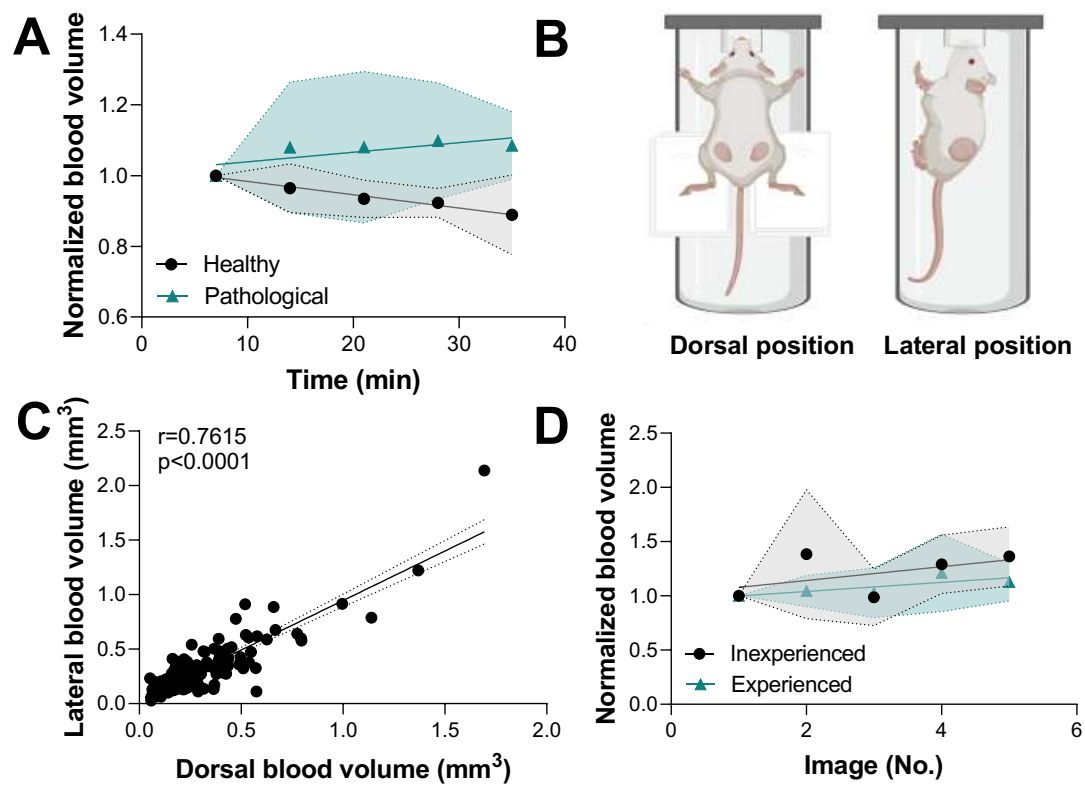 A
Normalized blood volume
1.4
1.2
1.0
0.8
0.6
0
10
20
30
40
Time (min)
Healthy
Pathological
B
Dorsal position
Lateral position
C
Lateral blood volume (mm³)
2.5
2.0
1.5
1.0
0.5
0.0
r=0.7615
p<0.0001
0.0
0.5
1.0
1.5
2.0
Dorsal blood volume (mm³)
D
Normalized blood volume
2.5
2.0
1.5
1.0
0.5
0.0
Inexperienced
Experienced
0
2
4
6
Image (No.)